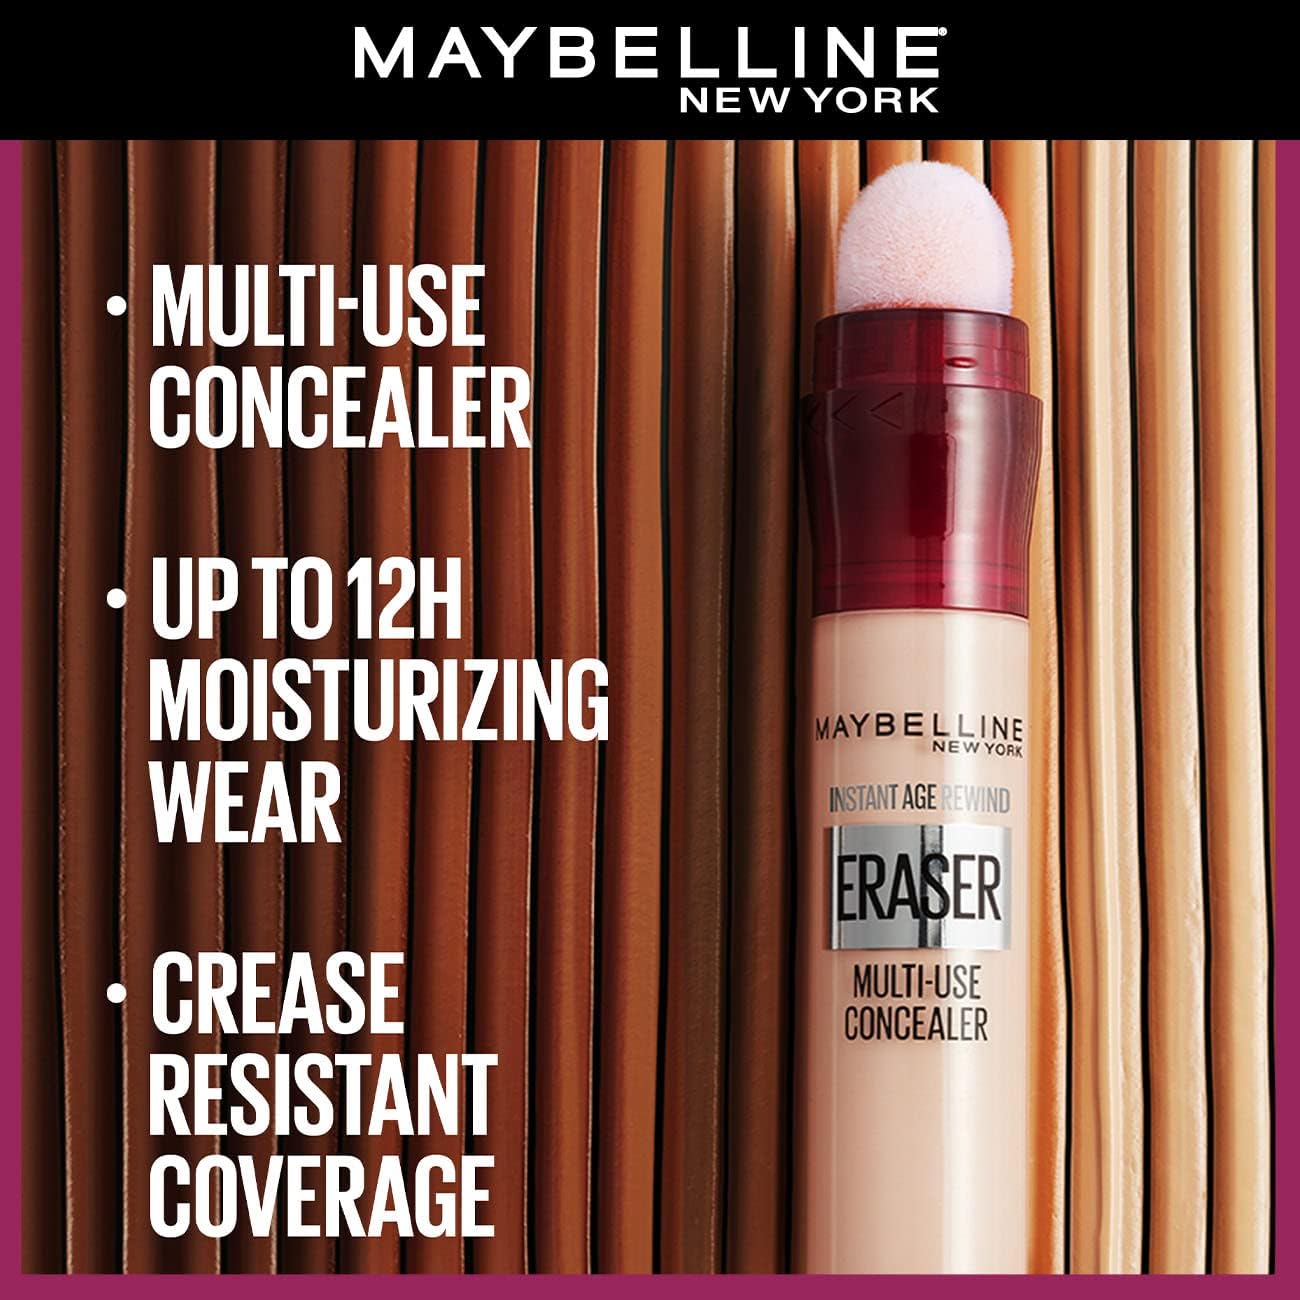 MAYBELLINE®
NEW YORK
• MULTI-USE
CONCEALER
• UP TO 12H
MOISTURIZING
WEAR
• CREASE
RESISTANT
COVERAGE
MAYBELLINE
NEW YORK
INSTANT AGE REWIND
ERASER
MULTI-USE
CONCEALER